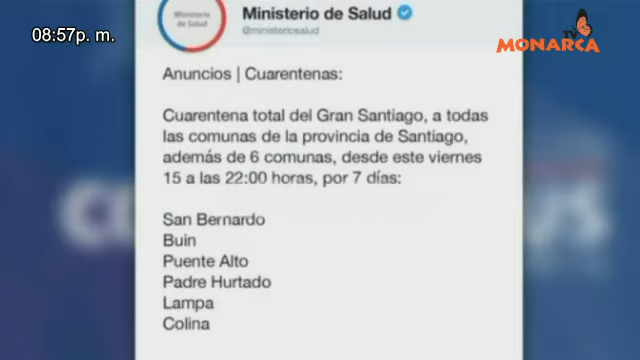 08:57p. m.
Ministerio de Salud
Ministerio de Salud
@ministeriosalud
TV
MONARCA
Anuncios | Cuarentenas:
Cuarentena total del Gran Santiago, a todas
las comunas de la provincia de Santiago,
además de 6 comunas, desde este viernes
15 a las 22:00 horas, por 7 días:
San Bernardo
Buin
Puente Alto
Padre Hurtado
Lampa
Colina